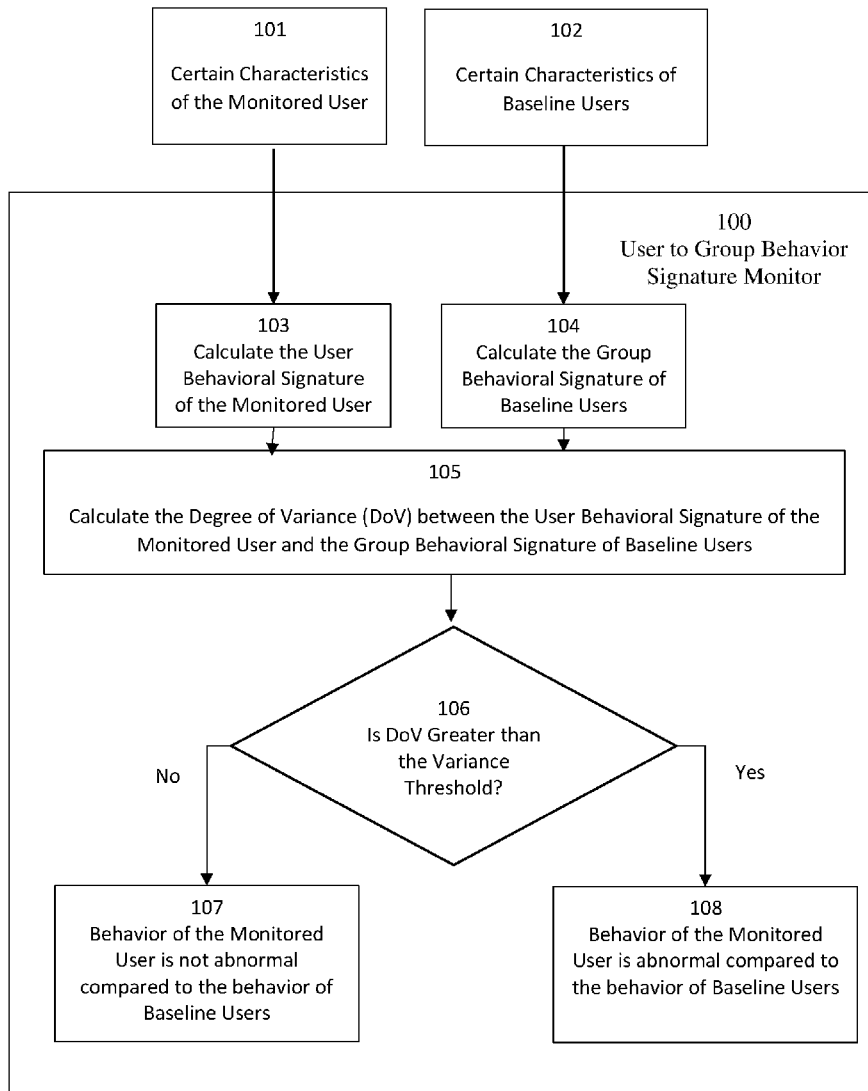 101
Certain Characteristics
of the Monitored User
102
Certain Characteristics of
Baseline Users
100
User to Group Behavior
Signature Monitor
103
Calculate the User
Behavioral Signature
of the Monitored User
104
Calculate the Group
Behavioral Signature of
Baseline Users
105
Calculate the Degree of Variance (DoV) between the User Behavioral Signature of the
Monitored User and the Group Behavioral Signature of Baseline Users
106
Is DoV Greater than
the Variance
Threshold?
No
Yes
107
Behavior of the Monitored
User is not abnormal
compared to the behavior of
Baseline Users
108
Behavior of the Monitored
User is abnormal compared to
the behavior of Baseline Users